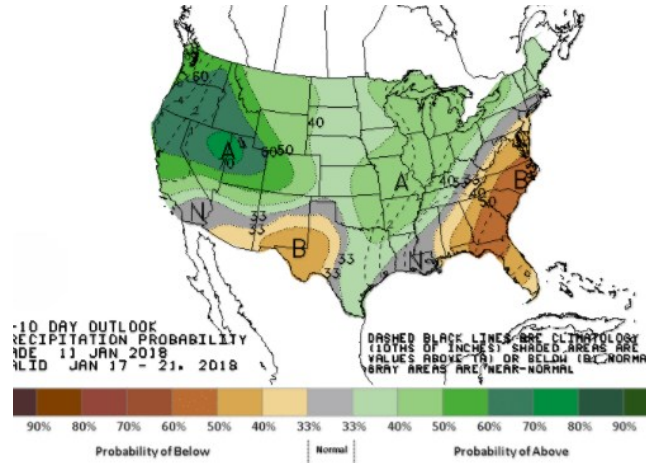 60
40
A
60
50
A
N
33
33
B
33
33
N
40
33
33
40
50
B
-10 DAY OUTLOOK
RECIPITATION PROBABILITY
ADE 11 JAN 2018
ALID JAN 17 - 21, 2018
DASHED BLACK LINES ARE CLIMATOLOGY
(10THS OF INCHES) SHADED AREAS ARE
VALUES ABOVE (A) OR BELOW (B) NORMA
GRAY AREAS ARE NEAR-NORMAL
90% 80% 70% 60% 50% 40% 33% 33% 40% 50% 60% 70% 80% 90%
Probability of Below Normal Probability of Above